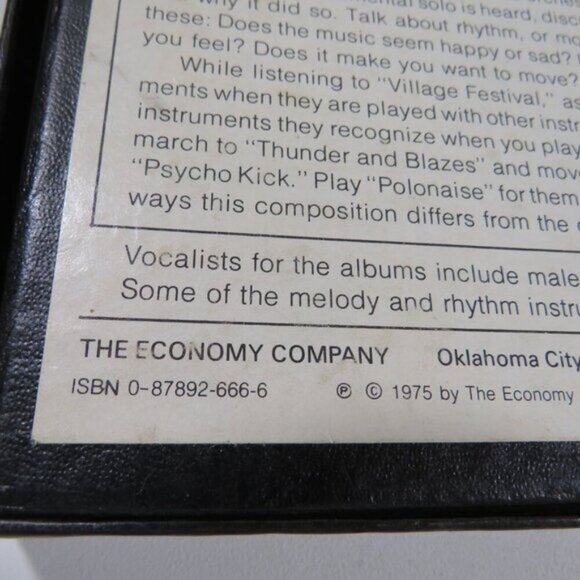 why it did so. Talk about rhythm, or
these: Does the music seem happy or sad?
you feel? Does it make you want to move?
While listening to "Village Festival," as
ments when they are played with other instr
instruments they recognize when you play
march to "Thunder and Blazes" and mov
"Psycho Kick." Play "Polonaise" for them
ways this composition differs from the
Vocalists for the albums include male
Some of the melody and rhythm instru
THE ECONOMY COMPANY Oklahoma City
ISBN 0-87892-666-6 ℗ © 1975 by The Economy